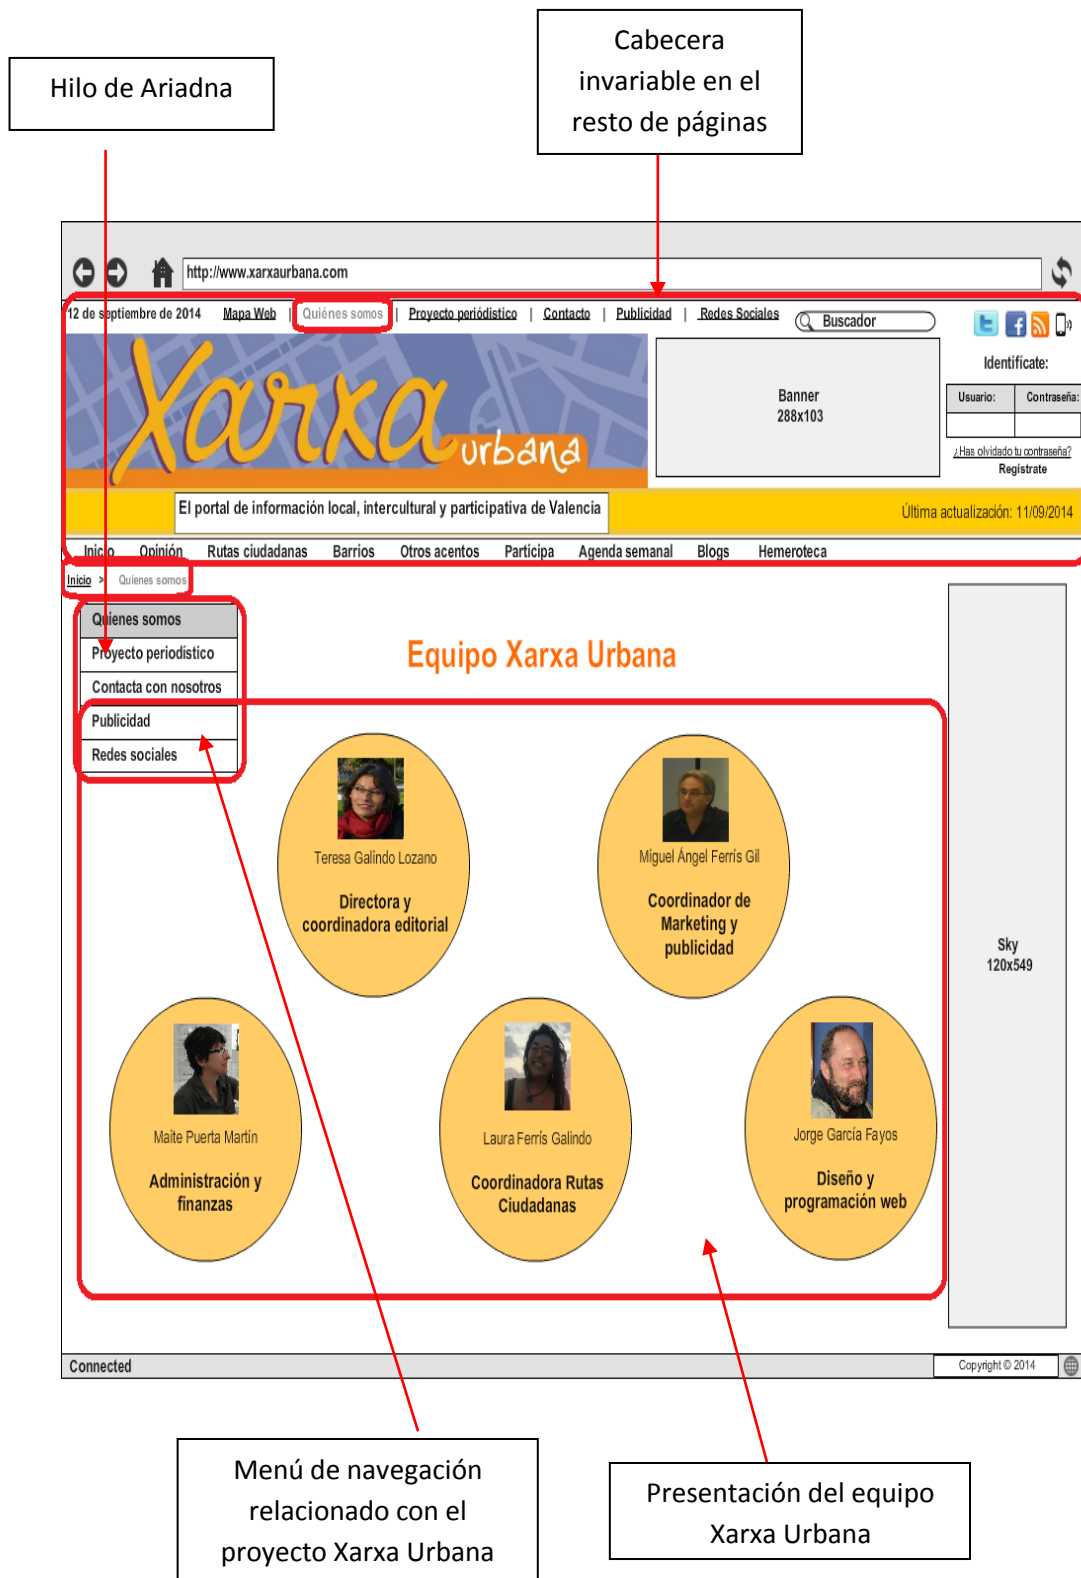 Hilo de Ariadna
Cabecera
invariable en el
resto de páginas
http://www.xarxaurbana.com
12 de septiembre de 2014 Mapa Web | Quiénes somos | Proyecto periódistico | Contacto | Publicidad | Redes Sociales Buscador
Xarxa
urbana
Banner
288x103
Identifícate:
Usuario: Contraseña:
¿Has olvidado tu contraseña?
Regístrate
El portal de información local, intercultural y participativa de Valencia
Última actualización: 11/09/2014
Inicio Opinión Rutas ciudadanas Barrios Otros acentos Participa Agenda semanal Blogs Hemeroteca
Inicio > Quienes somos
Quienes somos
Proyecto periodístico
Contacta con nosotros
Publicidad
Redes sociales
Equipo Xarxa Urbana
Teresa Galindo Lozano
Directora y
coordinadora editorial
Miguel Ángel Ferrís Gil
Coordinador de
Marketing y
publicidad
Sky
120x549
Maite Puerta Martín
Administración y
finanzas
Laura Ferrís Galindo
Coordinadora Rutas
Ciudadanas
Jorge García Fayos
Diseño y
programación web
Connected
Copyright © 2014
Menú de navegación
relacionado con el
proyecto Xarxa Urbana
Presentación del equipo
Xarxa Urbana